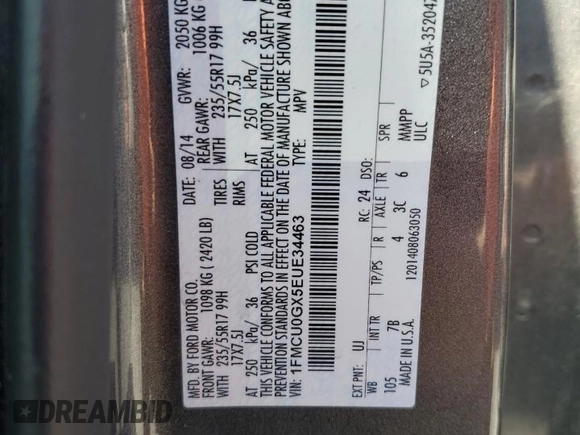 MFD. BY FORD MOTOR CO.
DATE: 08/14 GVWR: 2050 KG
FRONT GAWR: 1098 KG ( 2420 LB) REAR GAWR: 1006 KG
WITH 235/55R17 99H TIRES WITH 235/55R17 99H
17X7.5J RIMS 17X7.5J
AT 250 kPa/ 36 PSI COLD AT 250 kPa/ 36
THIS VEHICLE CONFORMS TO ALL APPLICABLE FEDERAL MOTOR VEHICLE SAFETY
PREVENTION STANDARDS IN EFFECT ON THE DATE OF MANUFACTURE SHOWN ABO
VIN: 1FMCU0GX5EUE34463 TYPE: MPV
EXT PNT: UJ RC: 24 DSO:
WB INT TR TP/PS R AXLE TR SPR
105 7B 4 3C 6 MMPP
ULC
MADE IN U.S.A. 1201408063050
5U5A-35204
DREAMBID